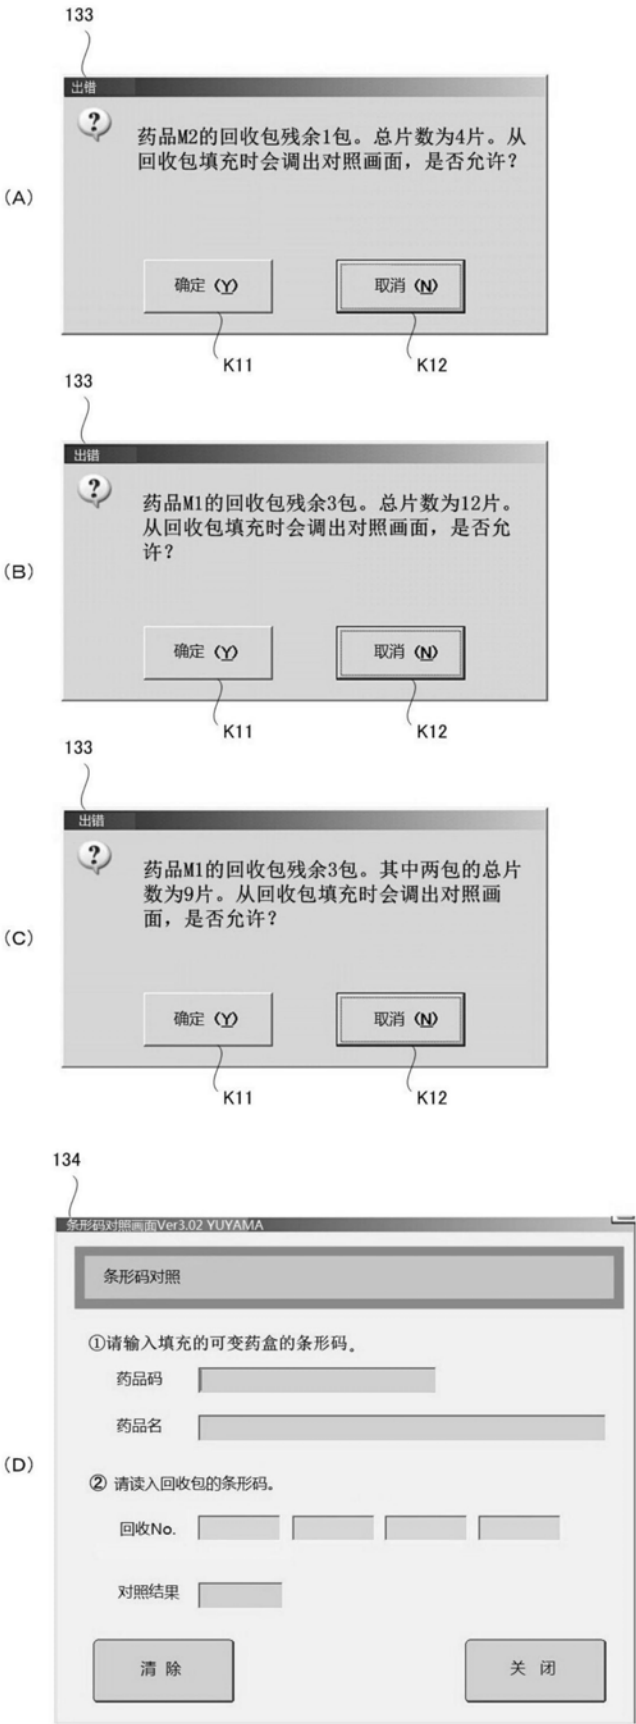 133
出错
药品M2的回收包残余1包。总片数为4片。从
回收包填充时会调出对照画面，是否允许？
(A)
确定 (Y)
取消 (N)
K11
K12
133
出错
药品M1的回收包残余3包。总片数为12片。
从回收包填充时会调出对照画面，是否允
许？
(B)
确定 (Y)
取消 (N)
K11
K12
133
出错
药品M1的回收包残余3包。其中两包的总片
数为9片。从回收包填充时会调出对照画
面，是否允许？
(C)
确定 (Y)
取消 (N)
K11
K12
134
条形码对照画面Ver3.02 YUYAMA
条形码对照
①请输入填充的可变药盒的条形码。
药品码
药品名
(D)
② 请读入回收包的条形码。
回收No.
对照结果
清 除
关 闭